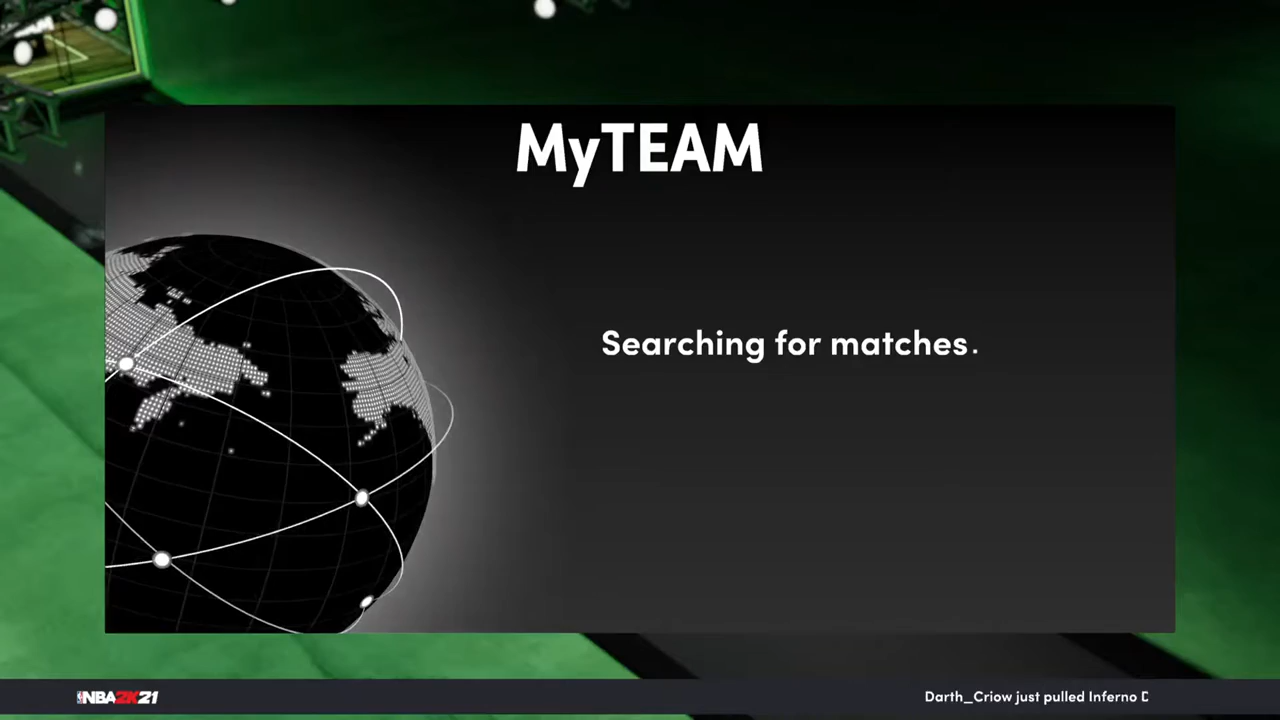 MyTEAM
Searching for matches.
NBA2K21
Darth_Criow just pulled Inferno